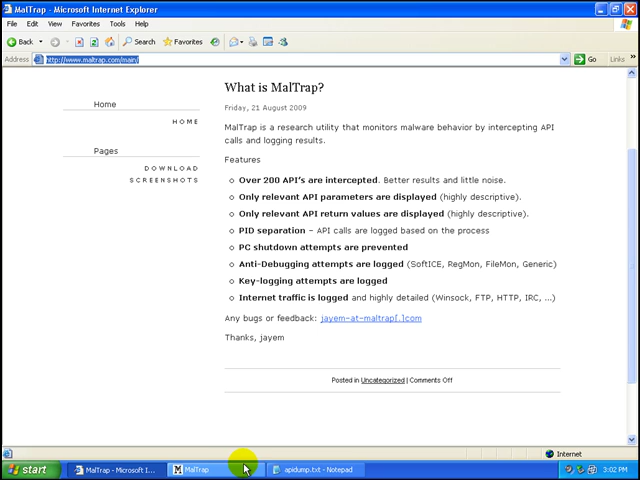 MalTrap - Microsoft Internet Explorer
File Edit View Favorites Tools Help
Back Search Favorites
Address http://www.maltrap.com/main/ Go Links »
What is MalTrap?
Friday, 21 August 2009
MalTrap is a research utility that monitors malware behavior by intercepting API
calls and logging results.
Features
Over 200 API's are intercepted. Better results and little noise.
Only relevant API parameters are displayed (highly descriptive).
Only relevant API return values are displayed (highly descriptive).
PID separation – API calls are logged based on the process
PC shutdown attempts are prevented
Anti-Debugging attempts are logged (SoftICE, RegMon, FileMon, Generic)
Key-logging attempts are logged
Internet traffic is logged and highly detailed (Winsock, FTP, HTTP, IRC, ...)
Any bugs or feedback: jayem-at-maltrap[.]com
Thanks, jayem
Posted in Uncategorized | Comments Off
Home
HOME
Pages
DOWNLOAD
SCREENSHOTS
Internet
start MalTrap - Microsoft I... M MalTrap apidump.txt - Notepad 3:02 PM